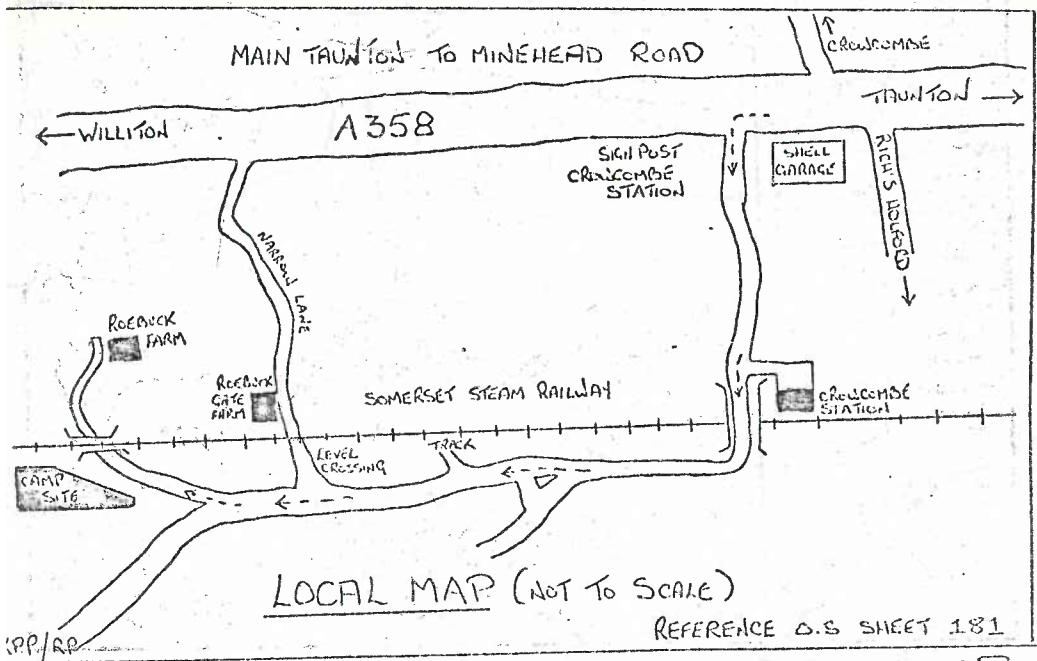 MAIN TAUNTON TO MINEHEAD ROAD
CROWCOMBE
TAUNTON →
← WILLITON
A358
SIGN POST
CROWCOMBE
STATION
SHELL
GARAGE
RICH'S HOLFORD
NARROW LANE
ROEBUCK
FARM
ROEBUCK
GATE
FARM
SOMERSET STEAM RAILWAY
CROWCOMBE
STATION
LEVEL
CROSSING
TRACK
CAMP
SITE
LOCAL MAP (NOT TO SCALE)
REFERENCE O.S SHEET 181